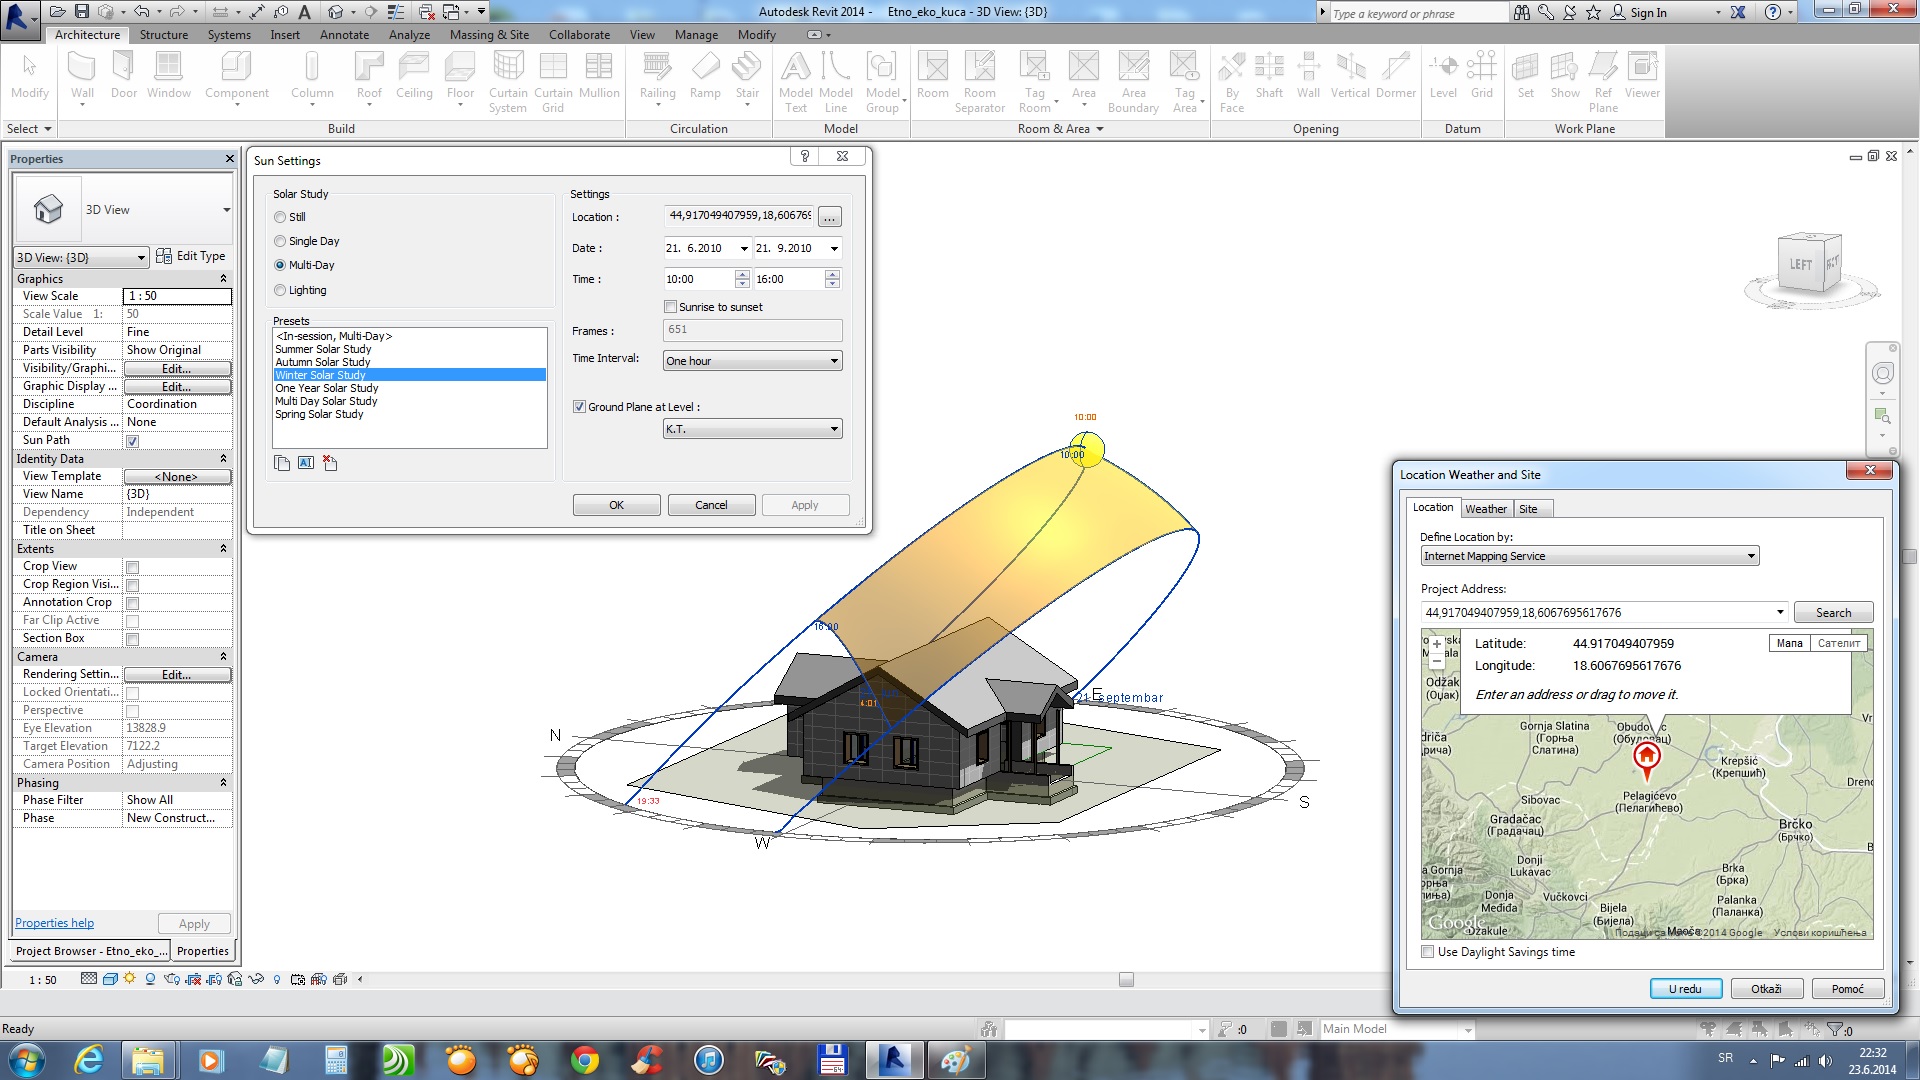 Autodesk Revit 2014 - Etno_eko_kuca - 3D View: {3D}
Type a keyword or phrase
Sign In
Architecture Structure Systems Insert Annotate Analyze Massing & Site Collaborate View Manage Modify
Modify Wall Door Window Component Column Roof Ceiling Floor Curtain System Curtain Grid Mullion Railing Ramp Stair Model Text Model Line Model Group Room Room Separator Tag Room Area Area Boundary Tag Area By Face Shaft Wall Vertical Dormer Level Grid Set Show Ref Plane Viewer
Select Build Circulation Model Room & Area Opening Datum Work Plane
Properties
3D View
3D View: {3D} Edit Type
Graphics
View Scale 1 : 50
Scale Value 1: 50
Detail Level Fine
Parts Visibility Show Original
Visibility/Graphi... Edit...
Graphic Display ... Edit...
Discipline Coordination
Default Analysis ... None
Sun Path
Identity Data
View Template <None>
View Name {3D}
Dependency Independent
Title on Sheet
Extents
Crop View
Crop Region Visi...
Annotation Crop
Far Clip Active
Section Box
Camera
Rendering Settin... Edit...
Locked Orientati...
Perspective
Eye Elevation 13828.9
Target Elevation 7122.2
Camera Position Adjusting
Phasing
Phase Filter Show All
Phase New Construct...
Properties help Apply
Project Browser - Etno_eko_... Properties
Sun Settings
Solar Study
Still
Single Day
Multi-Day
Lighting
Presets
<In-session, Multi-Day>
Summer Solar Study
Autumn Solar Study
Winter Solar Study
One Year Solar Study
Multi Day Solar Study
Spring Solar Study
Settings
Location : 44,917049407959,18,606769 ...
Date : 21. 6.2010 21. 9.2010
Time : 10:00 16:00
Sunrise to sunset
Frames : 651
Time Interval: One hour
Ground Plane at Level :
K.T.
OK Cancel Apply
10:00
10:00
16:00
4:01
21 septembar
19:33
N
E
S
W
LEFT
Location Weather and Site
Location Weather Site
Define Location by:
Internet Mapping Service
Project Address:
44,917049407959,18,6067695617676 Search
Latitude: 44.917049407959
Longitude: 18.6067695617676
Enter an address or drag to move it.
Мапа Сателит
Odžak
(Оџак)
Gornja Slatina
(Горња
Слатина)
Krepšić
(Крепшић)
Sibovac
Pelagićevo
(Пелагићево)
Gradačac
(Градачац)
Brčko
(Брчко)
Donji
Lukavac
Brka
(Брка)
Donja
Međiđa
Vučkovci
Palanka
(Паланка)
Bijela
(Бијела)
Google
©2014 Google Услови коришћења
Use Daylight Savings time
U redu Otkaži Pomoć
1 : 50
Ready
:0
Main Model
:0
SR
22:32
23.6.2014